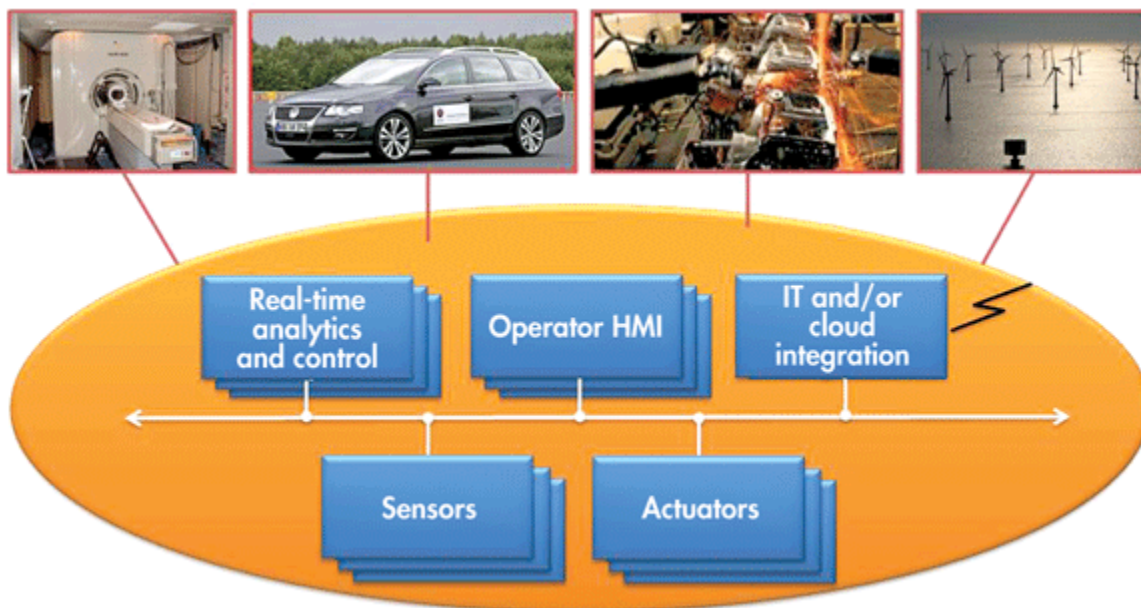 Real-time
analytics
and control
Operator HMI
IT and/or
cloud
integration
Sensors
Actuators